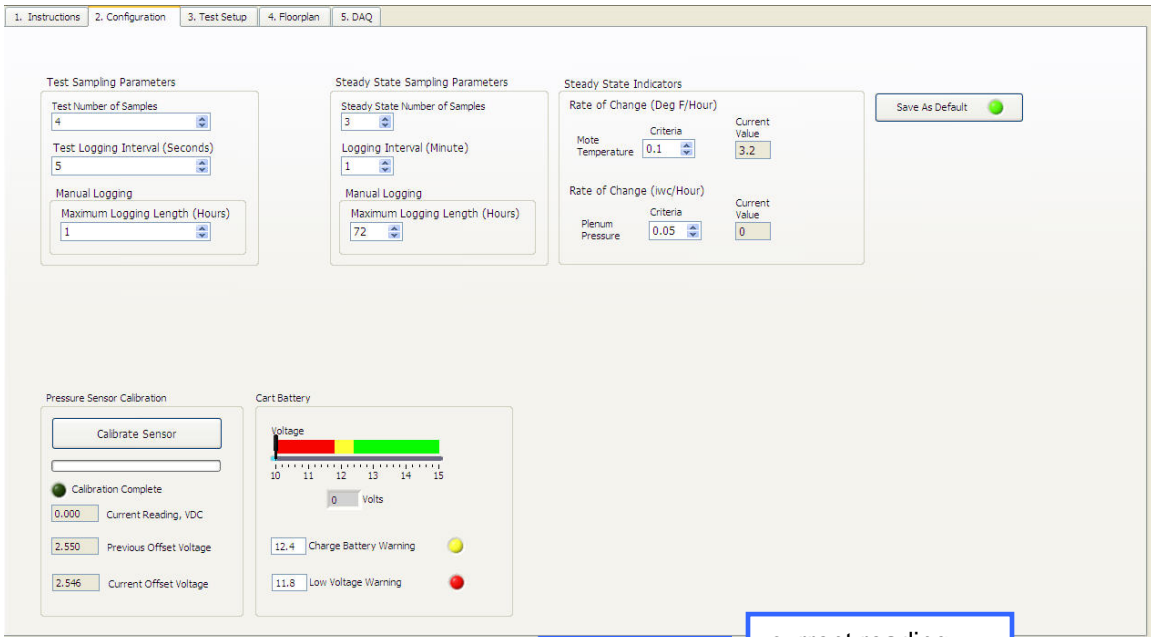 1. Instructions
2. Configuration
3. Test Setup
4. Floorplan
5. DAQ
Test Sampling Parameters
Test Number of Samples
4
Test Logging Interval (Seconds)
5
Manual Logging
Maximum Logging Length (Hours)
1
Steady State Sampling Parameters
Steady State Number of Samples
3
Logging Interval (Minute)
1
Manual Logging
Maximum Logging Length (Hours)
72
Steady State Indicators
Rate of Change (Deg F/Hour)
Mote
Temperature
Criteria
0.1
Current
Value
3.2
Rate of Change (iwc/Hour)
Plenum
Pressure
Criteria
0.05
Current
Value
0
Save As Default
Pressure Sensor Calibration
Calibrate Sensor
Calibration Complete
0.000 Current Reading, VDC
2.550 Previous Offset Voltage
2.546 Current Offset Voltage
Cart Battery
Voltage
10 11 12 13 14 15
0 Volts
12.4 Charge Battery Warning
11.8 Low Voltage Warning
current reading